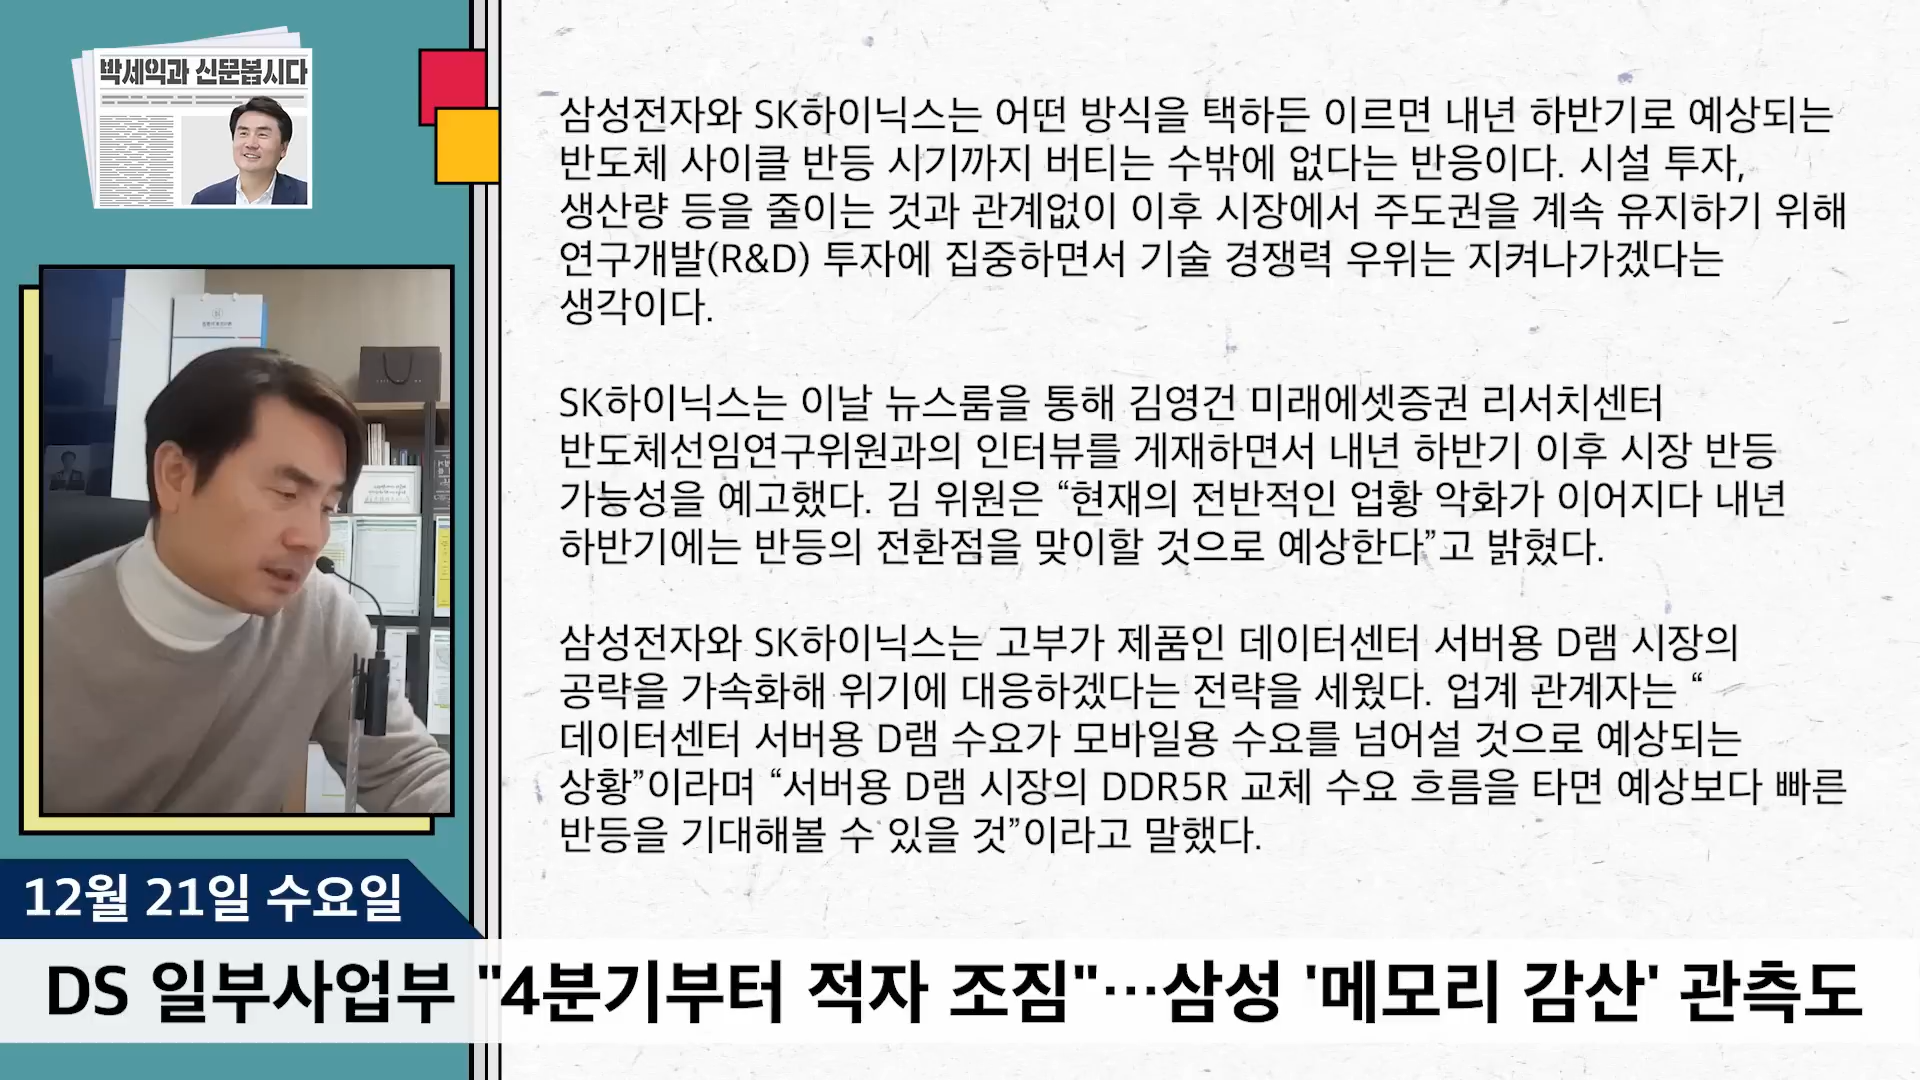 박세익과 신문봅시다
삼성전자와 SK하이닉스는 어떤 방식을 택하든 이르면 내년 하반기로 예상되는
반도체 사이클 반등 시기까지 버티는 수밖에 없다는 반응이다. 시설 투자,
생산량 등을 줄이는 것과 관계없이 이후 시장에서 주도권을 계속 유지하기 위해
연구개발(R&D) 투자에 집중하면서 기술 경쟁력 우위는 지켜나가겠다는
생각이다.
SK하이닉스는 이날 뉴스룸을 통해 김영건 미래에셋증권 리서치센터
반도체선임연구위원과의 인터뷰를 게재하면서 내년 하반기 이후 시장 반등
가능성을 예고했다. 김 위원은 “현재의 전반적인 업황 악화가 이어지다 내년
하반기에는 반등의 전환점을 맞이할 것으로 예상한다”고 밝혔다.
삼성전자와 SK하이닉스는 고부가 제품인 데이터센터 서버용 D램 시장의
공략을 가속화해 위기에 대응하겠다는 전략을 세웠다. 업계 관계자는 “
데이터센터 서버용 D램 수요가 모바일용 수요를 넘어설 것으로 예상되는
상황”이라며 “서버용 D램 시장의 DDR5R 교체 수요 흐름을 타면 예상보다 빠른
반등을 기대해볼 수 있을 것”이라고 말했다.
12월 21일 수요일
DS 일부사업부 "4분기부터 적자 조짐"…삼성 '메모리 감산' 관측도